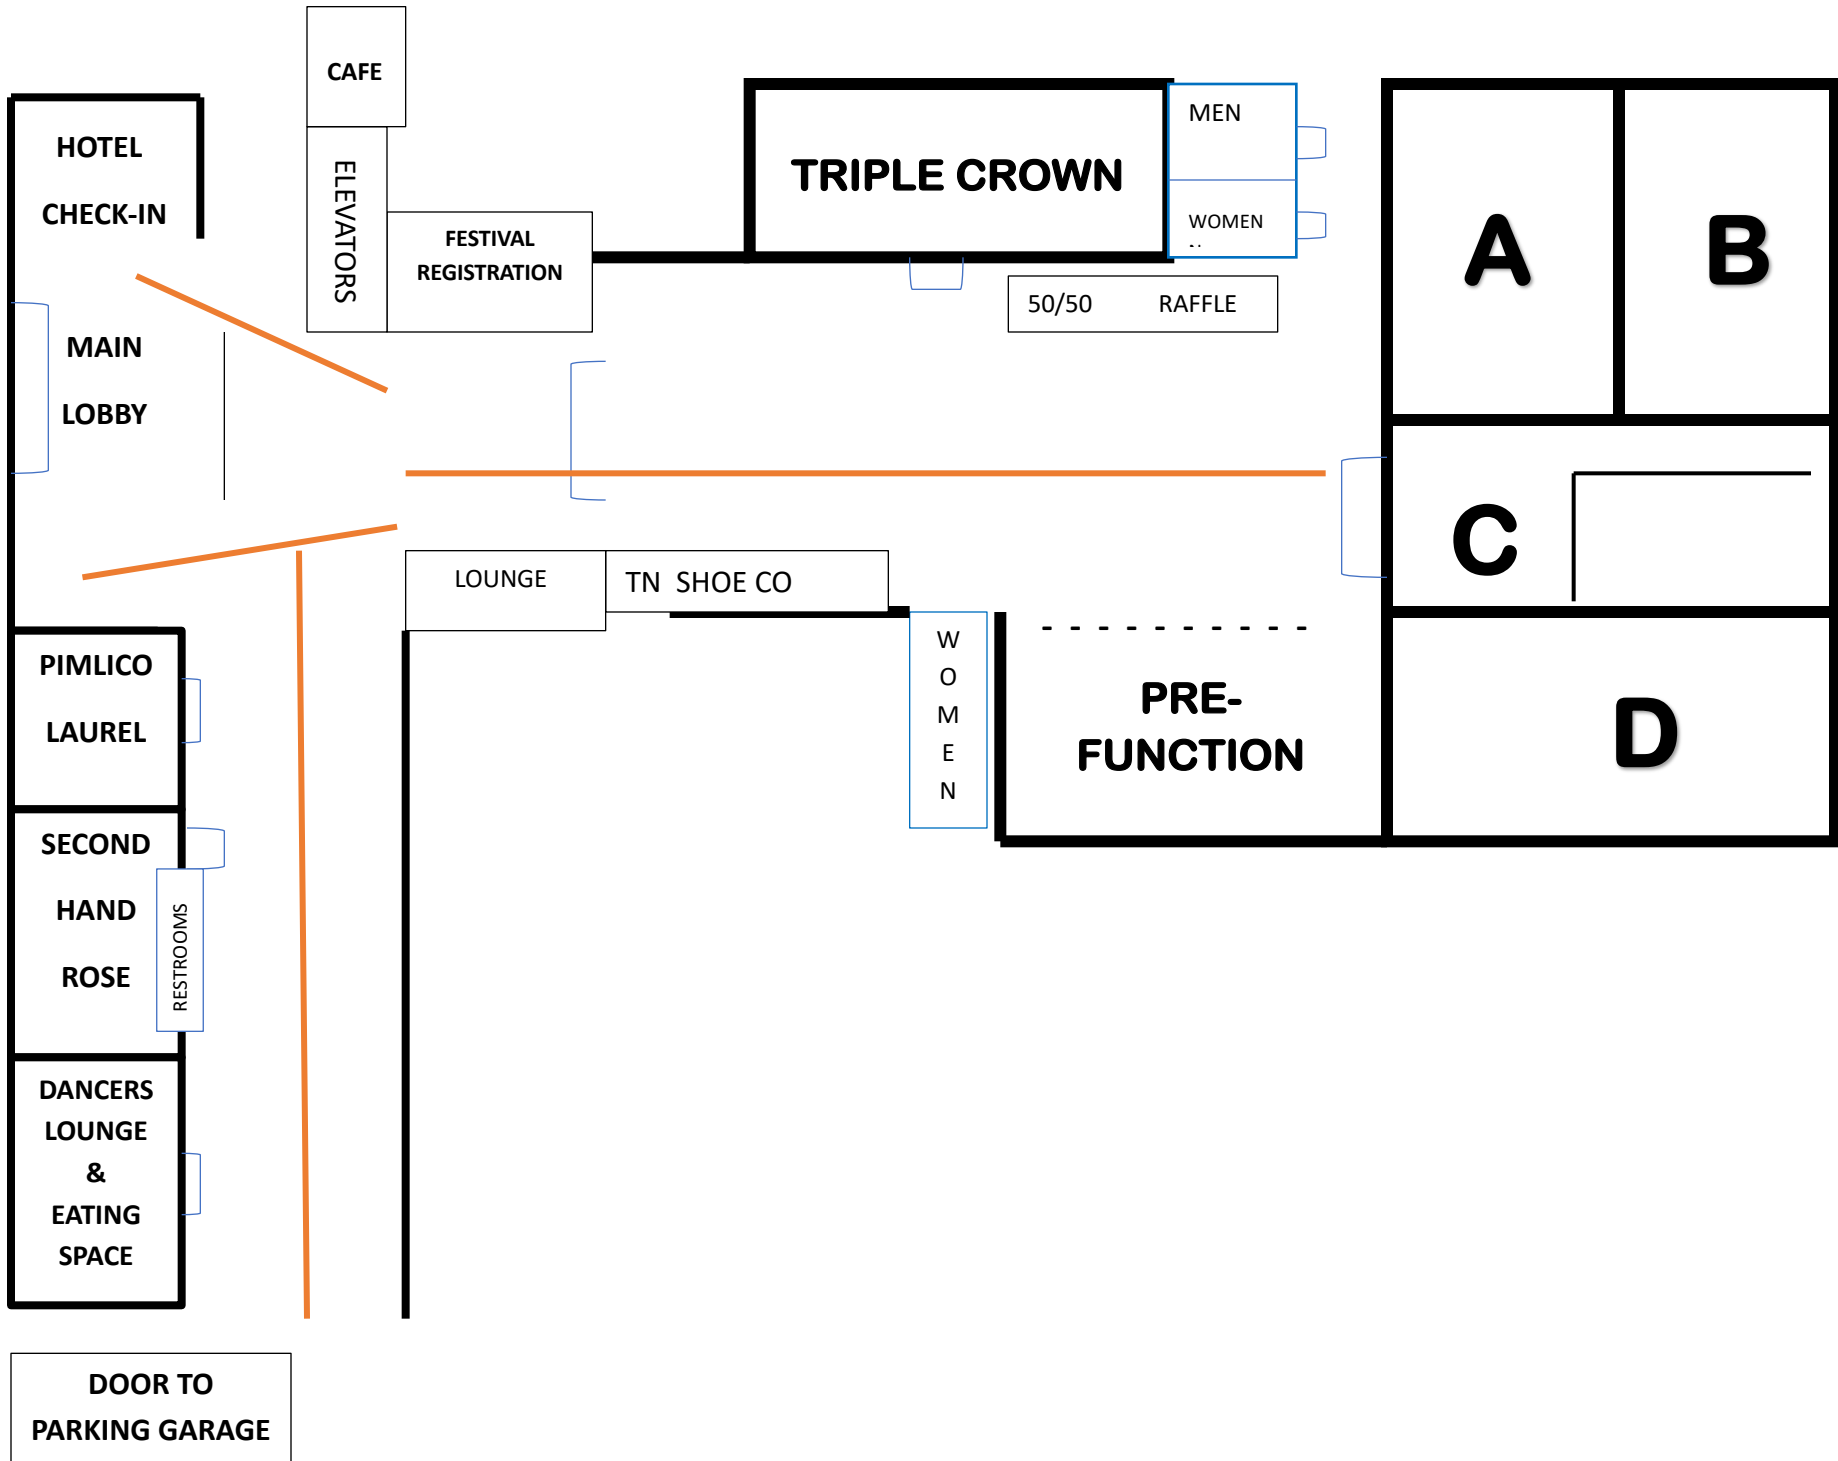 CAFE
HOTEL
CHECK-IN
ELEVATORS
FESTIVAL
REGISTRATION
TRIPLE CROWN
MEN
WOMEN
50/50 RAFFLE
A
B
MAIN
LOBBY
C
LOUNGE
TN SHOE CO
W
O
M
E
N
PRE-
FUNCTION
D
PIMLICO
LAUREL
SECOND
HAND
ROSE
RESTROOMS
DANCERS
LOUNGE
&
EATING
SPACE
DOOR TO
PARKING GARAGE